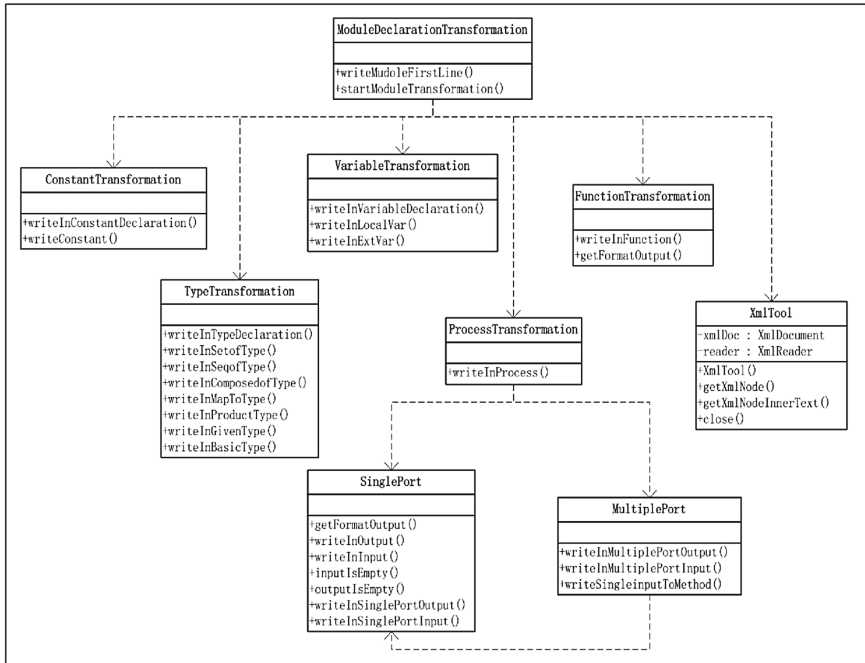 ModuleDeclarationTransformation
+writeMudoleFirstLine()
+startModuleTransformation()
ConstantTransformation
+writeInConstantDeclaration()
+writeConstant()
VariableTransformation
+writeInVariableDeclaration()
+writeInLocalVar()
+writeInExtVar()
FunctionTransformation
+writeInFunction()
+getFormatOutput()
TypeTransformation
+writeInTypeDeclaration()
+writeInSetofType()
+writeInSeqofType()
+writeInComposedofType()
+writeInMapToType()
+writeInProductType()
+writeInGivenType()
+writeInBasicType()
ProcessTransformation
+writeInProcess()
XmlTool
-xmlDoc : XmlDocument
-reader : XmlReader
+XmlTool()
+getXmlNode()
+getXmlNodeInnerText()
+close()
SinglePort
+getFormatOutput()
+writeInOutput()
+writeInInput()
+inputIsEmpty()
+outputIsEmpty()
+writeInSinglePortOutput()
+writeInSinglePortInput()
MultiplePort
+writeInMultiplePortOutput()
+writeInMultiplePortInput()
+writeSingleinputToMethod()